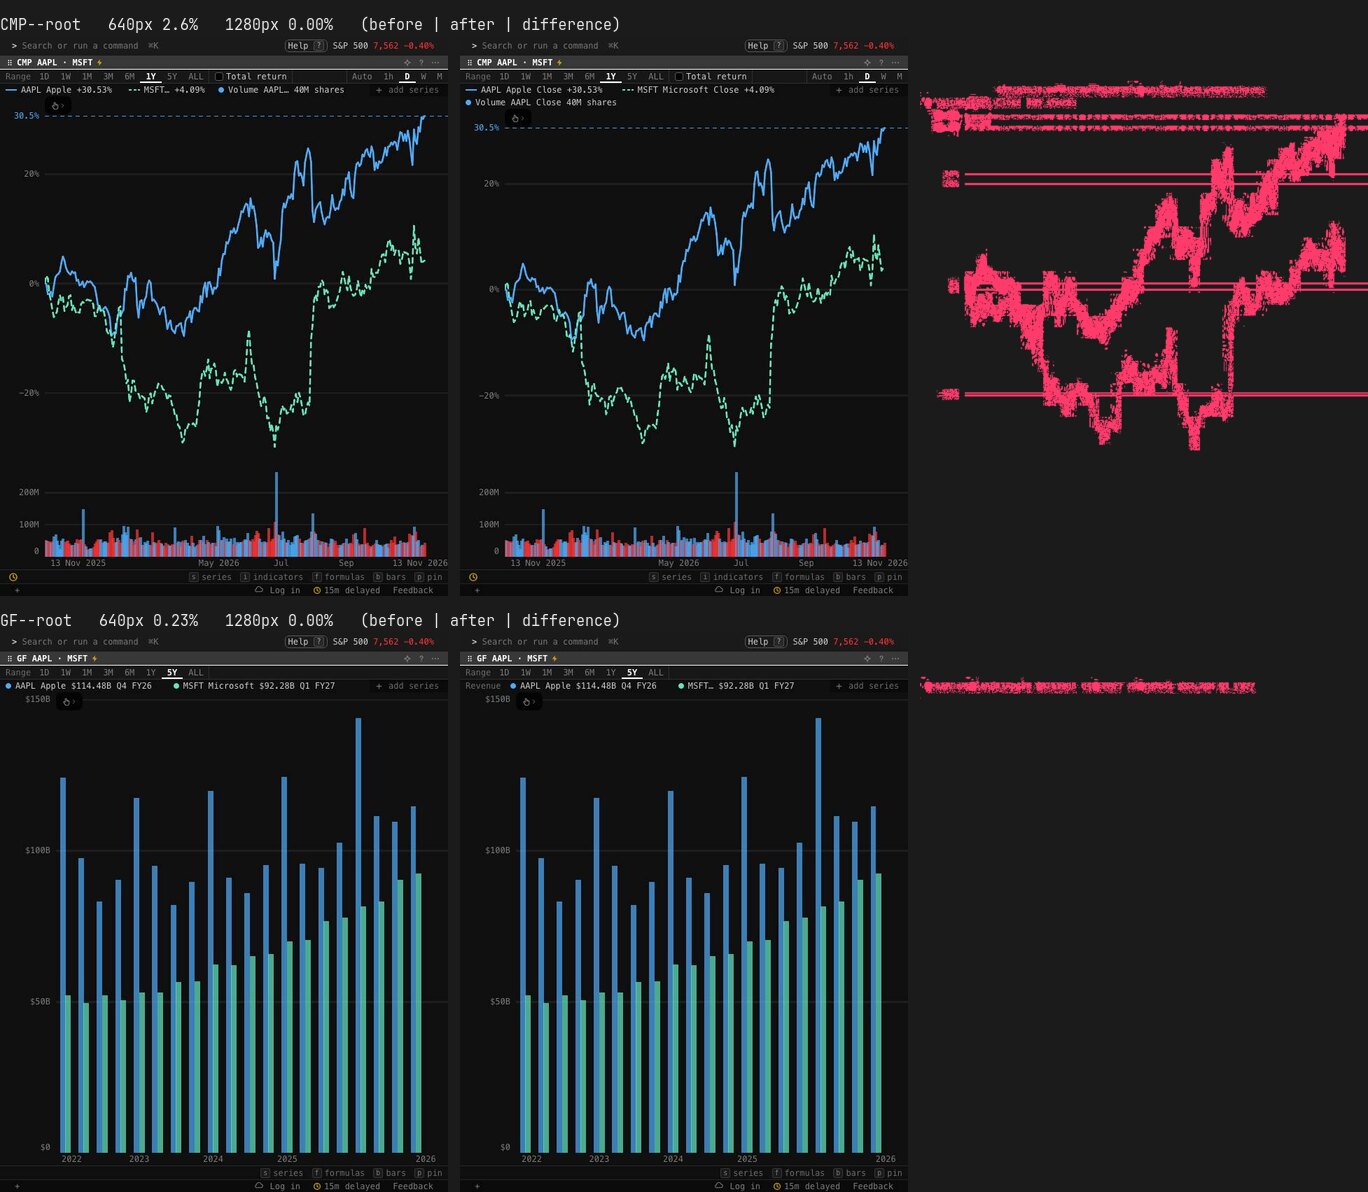 CMP--root 640px 2.6% 1280px 0.00% (before | after | difference)
> Search or run a command ⌘K Help ? S&P 500 7,562 −0.40%
CMP AAPL · MSFT ⚡ ? ···
Range 1D 1W 1M 3M 6M 1Y 5Y ALL Total return Auto 1h D W M
AAPL Apple +30.53% MSFT… +4.09% Volume AAPL… 40M shares + add series
30.5%
20%
0%
−20%
200M
100M
0
13 Nov 2025 May 2026 Jul Sep 13 Nov 2026
s series i indicators f formulas b bars p pin
+ Log in 15m delayed Feedback
> Search or run a command ⌘K Help ? S&P 500 7,562 −0.40%
CMP AAPL · MSFT ⚡ ? ···
Range 1D 1W 1M 3M 6M 1Y 5Y ALL Total return Auto 1h D W M
AAPL Apple Close +30.53% MSFT Microsoft Close +4.09% + add series
Volume AAPL Close 40M shares
30.5%
20%
0%
−20%
200M
100M
0
13 Nov 2025 May 2026 Jul Sep 13 Nov 2026
s series i indicators f formulas b bars p pin
+ Log in 15m delayed Feedback
GF--root 640px 0.23% 1280px 0.00% (before | after | difference)
> Search or run a command ⌘K Help ? S&P 500 7,562 −0.40%
GF AAPL · MSFT ⚡ ? ···
Range 1D 1W 1M 3M 6M 1Y 5Y ALL
AAPL Apple $114.48B Q4 FY26 MSFT Microsoft $92.28B Q1 FY27 + add series
$150B
$100B
$50B
$0
2022 2023 2024 2025 2026
s series f formulas b bars p pin
+ Log in 15m delayed Feedback
> Search or run a command ⌘K Help ? S&P 500 7,562 −0.40%
GF AAPL · MSFT ⚡ ? ···
Range 1D 1W 1M 3M 6M 1Y 5Y ALL
Revenue AAPL Apple $114.48B Q4 FY26 MSFT… $92.28B Q1 FY27 + add series
$150B
$100B
$50B
$0
2022 2023 2024 2025 2026
s series f formulas b bars p pin
+ Log in 15m delayed Feedback